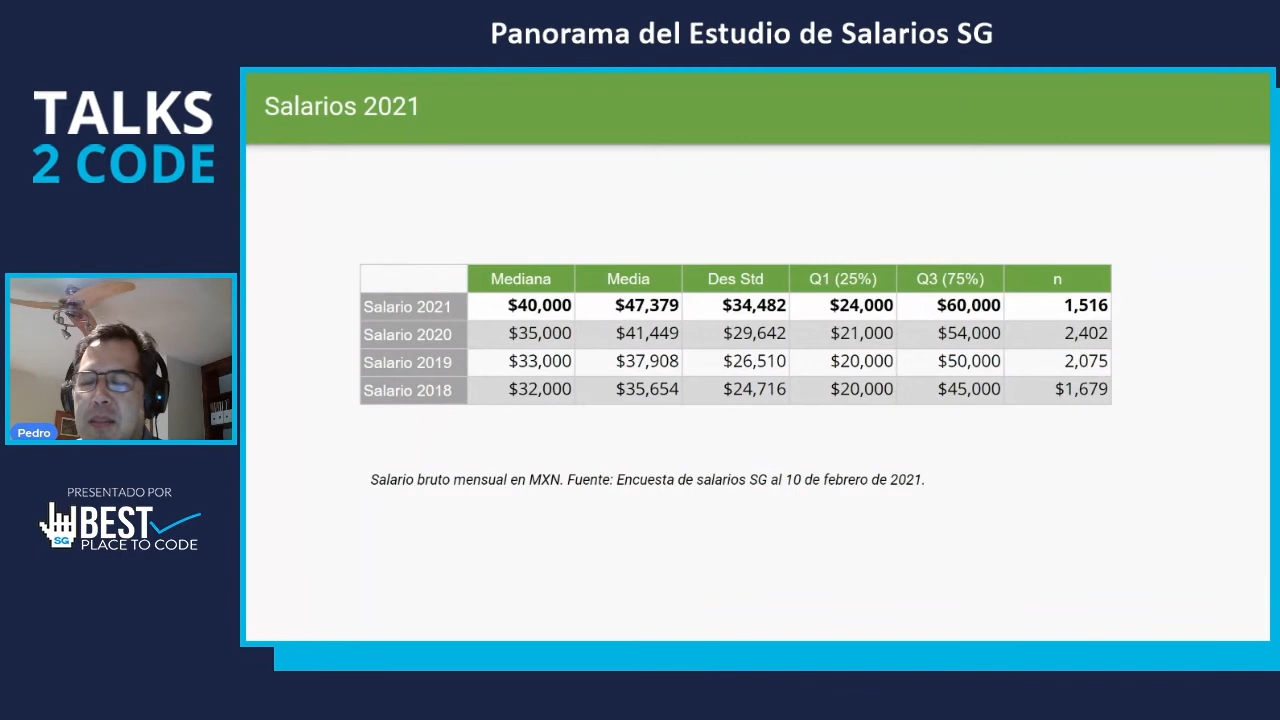 Panorama del Estudio de Salarios SG
TALKS
2 CODE
Salarios 2021
Mediana Media Des Std Q1 (25%) Q3 (75%) n
Salario 2021 $40,000 $47,379 $34,482 $24,000 $60,000 1,516
Salario 2020 $35,000 $41,449 $29,642 $21,000 $54,000 2,402
Salario 2019 $33,000 $37,908 $26,510 $20,000 $50,000 2,075
Salario 2018 $32,000 $35,654 $24,716 $20,000 $45,000 $1,679
Salario bruto mensual en MXN. Fuente: Encuesta de salarios SG al 10 de febrero de 2021.
Pedro
PRESENTADO POR
SG
BEST
PLACE TO CODE